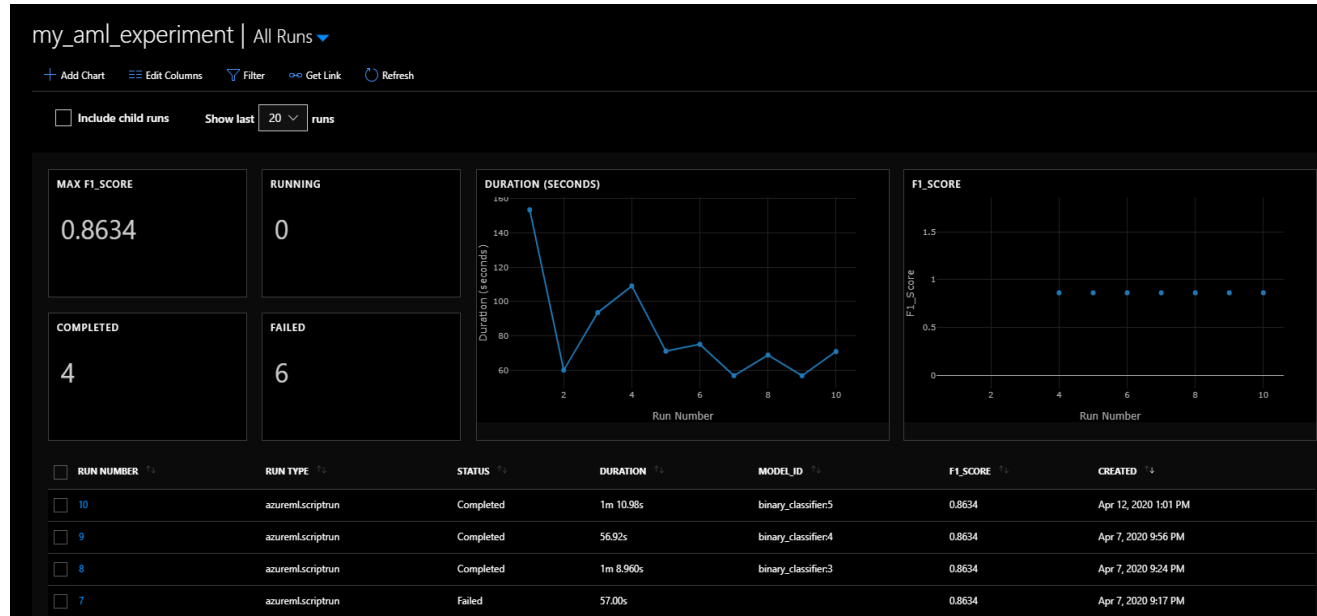 my_aml_experiment | All Runs
Add Chart Edit Columns Filter Get Link Refresh
Include child runs Show last 20 runs
MAX F1_SCORE
0.8634
RUNNING
0
COMPLETED
4
FAILED
6
DURATION (SECONDS)
160
140
120
100
80
60
Duration (seconds)
2 4 6 8 10
Run Number
F1_SCORE
1.5
1
0.5
0
F1_Score
2 4 6 8 10
Run Number
RUN NUMBER RUN TYPE STATUS DURATION MODEL_ID F1_SCORE CREATED
10 azureml.scriptrun Completed 1m 10.98s binary_classifier:5 0.8634 Apr 12, 2020 1:01 PM
9 azureml.scriptrun Completed 56.92s binary_classifier:4 0.8634 Apr 7, 2020 9:56 PM
8 azureml.scriptrun Completed 1m 8.960s binary_classifier:3 0.8634 Apr 7, 2020 9:24 PM
7 azureml.scriptrun Failed 57.00s 0.8634 Apr 7, 2020 9:17 PM